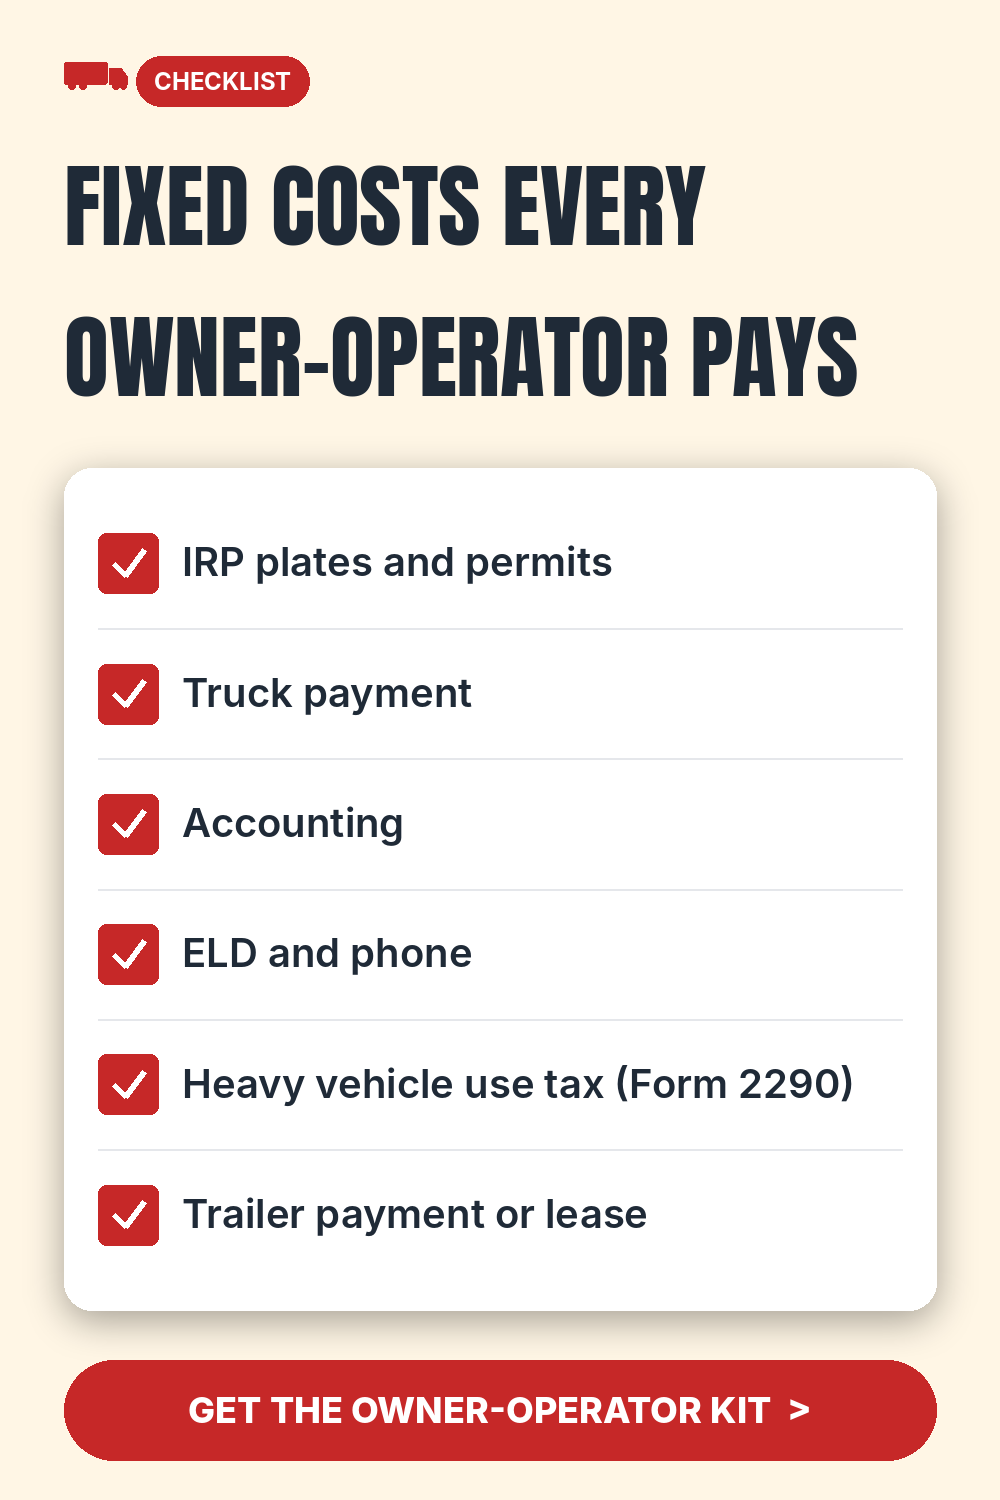 CHECKLIST
FIXED COSTS EVERY
OWNER-OPERATOR PAYS
IRP plates and permits
Truck payment
Accounting
ELD and phone
Heavy vehicle use tax (Form 2290)
Trailer payment or lease
GET THE OWNER-OPERATOR KIT >